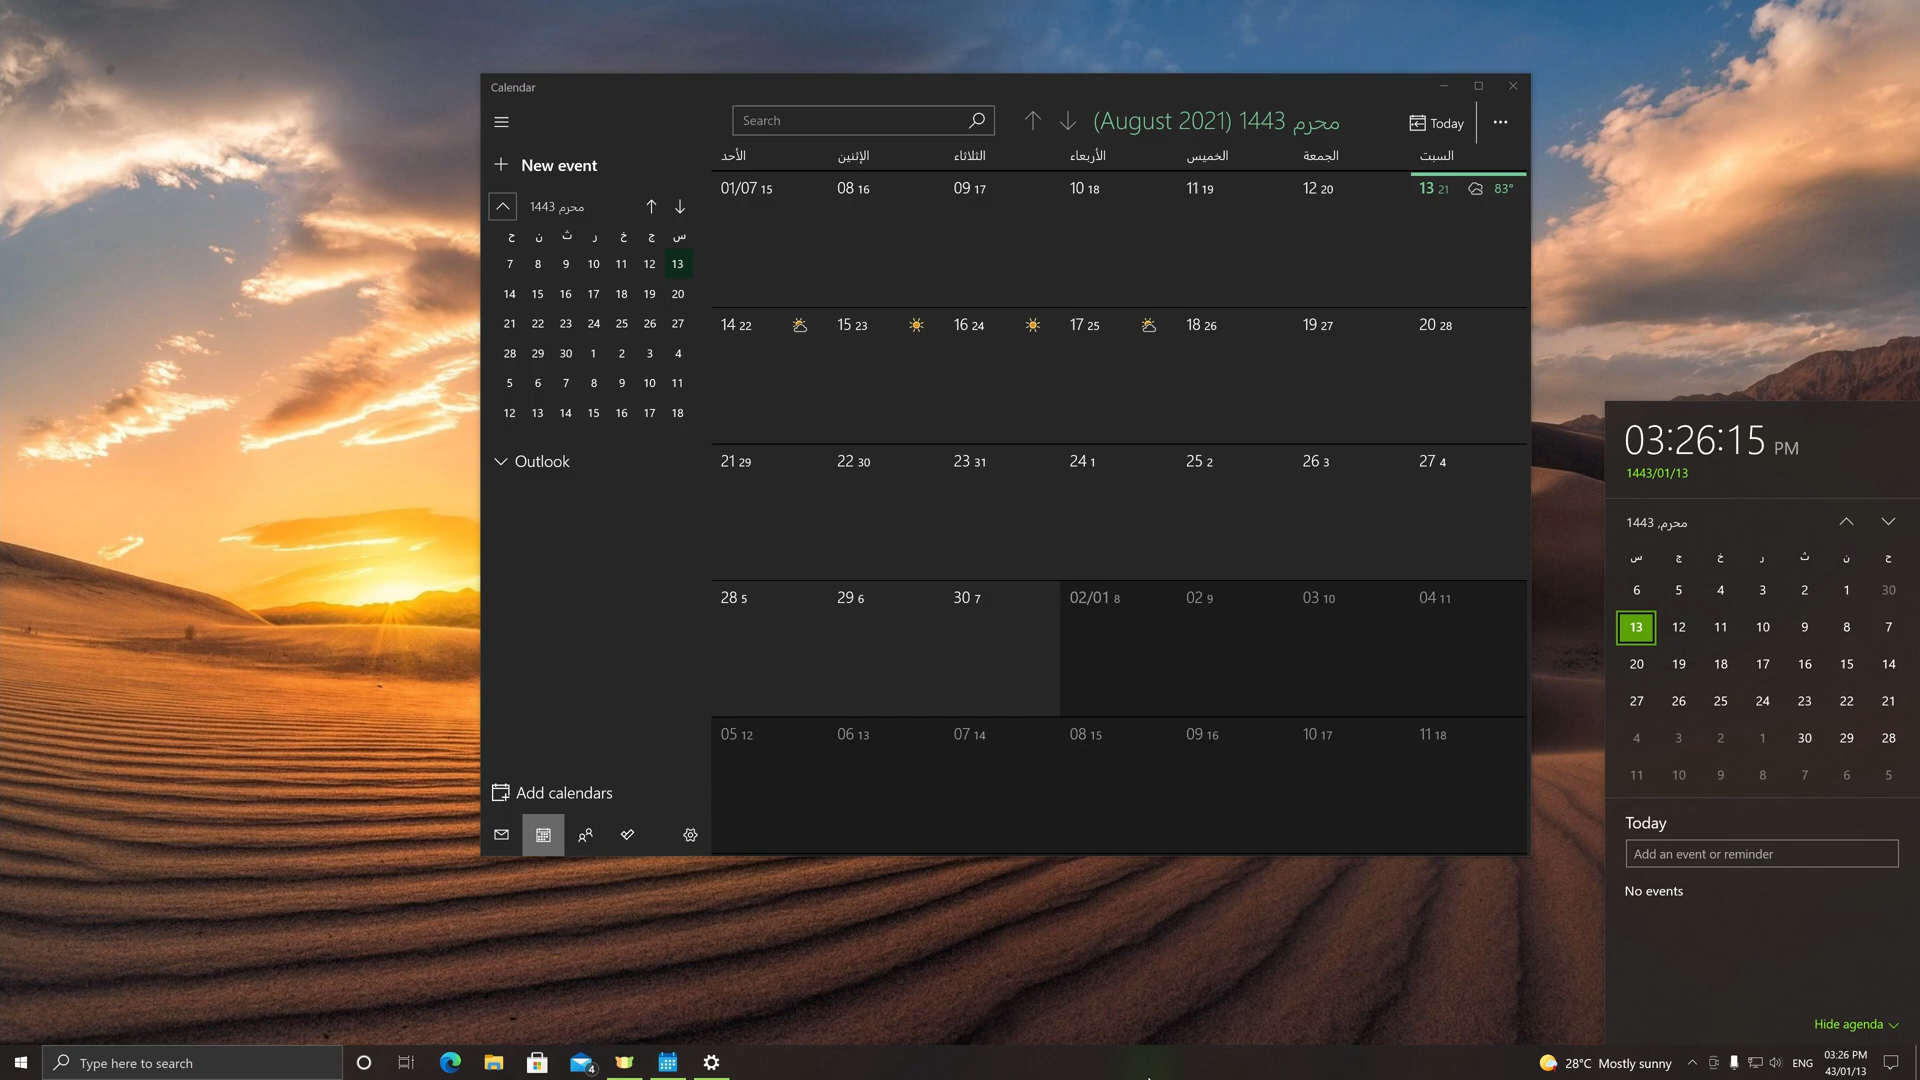 Calendar
Search
(August 2021) 1443 محرم
Today
New event
محرم 1443
ح ن ث ر خ ج س
7 8 9 10 11 12 13
14 15 16 17 18 19 20
21 22 23 24 25 26 27
28 29 30 1 2 3 4
5 6 7 8 9 10 11
12 13 14 15 16 17 18
Outlook
Add calendars
الأحد الإثنين الثلاثاء الأربعاء الخميس الجمعة السبت
01/07 15 08 16 09 17 10 18 11 19 12 20 13 21 83°
14 22 15 23 16 24 17 25 18 26 19 27 20 28
21 29 22 30 23 31 24 1 25 2 26 3 27 4
28 5 29 6 30 7 02/01 8 02 9 03 10 04 11
05 12 06 13 07 14 08 15 09 16 10 17 11 18
03:26:15 PM
1443/01/13
محرم, 1443
س ج خ ر ث ن ح
6 5 4 3 2 1 30
13 12 11 10 9 8 7
20 19 18 17 16 15 14
27 26 25 24 23 22 21
4 3 2 1 30 29 28
11 10 9 8 7 6 5
Today
Add an event or reminder
No events
Hide agenda
Type here to search
4
28°C Mostly sunny
ENG
03:26 PM
43/01/13